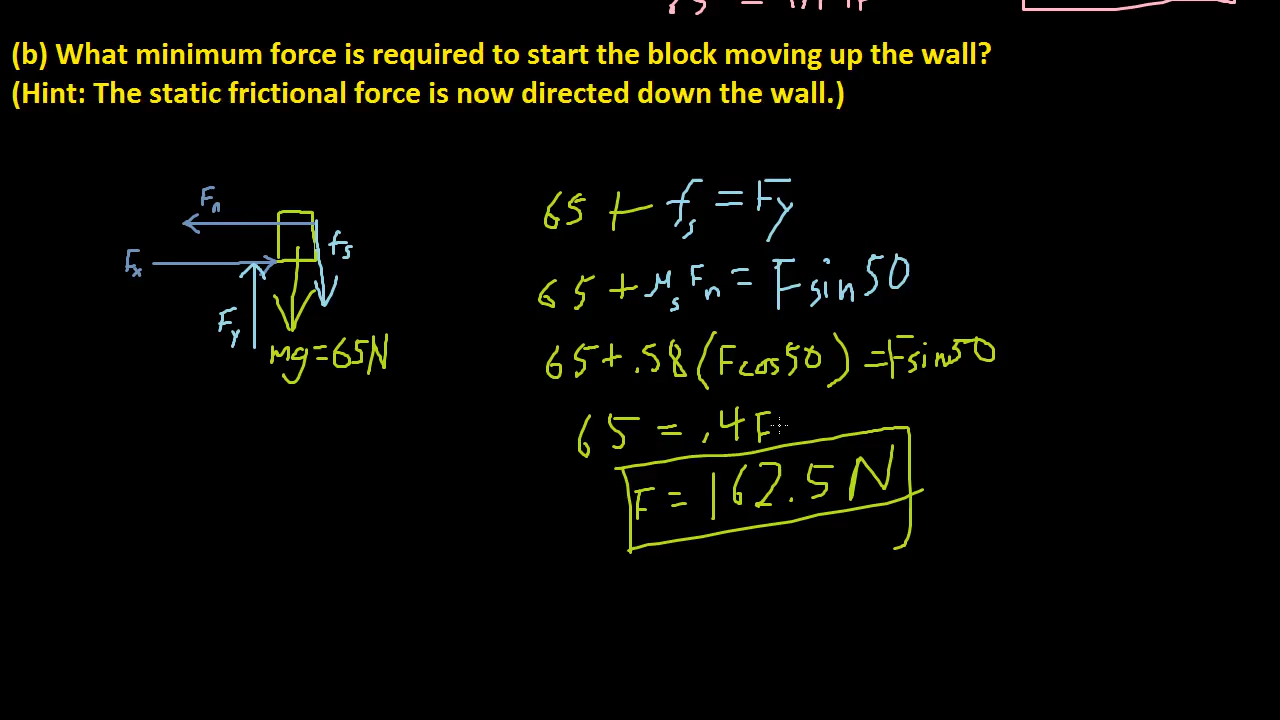 (b) What minimum force is required to start the block moving up the wall?
(Hint: The static frictional force is now directed down the wall.)
Fn
fs
Fx
Fy
mg=65N
65 + fs = Fy
65 + μs Fn = F sin 50
65 + .58 (F cos 50) = F sin 50
65 = .4F
F = 162.5 N